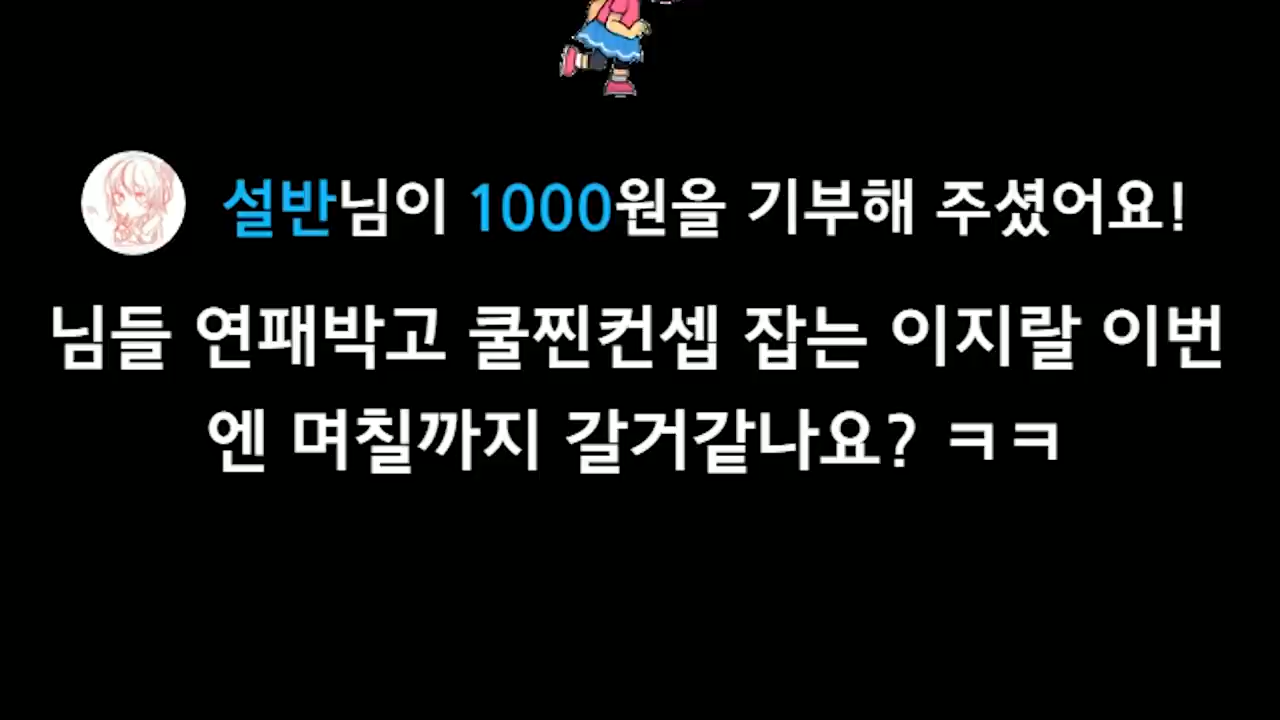 설반님이 1000원을 기부해 주셨어요!
님들 연패박고 쿨찐컨셉 잡는 이지랄 이번
엔 며칠까지 갈거같나요? ㅋㅋ